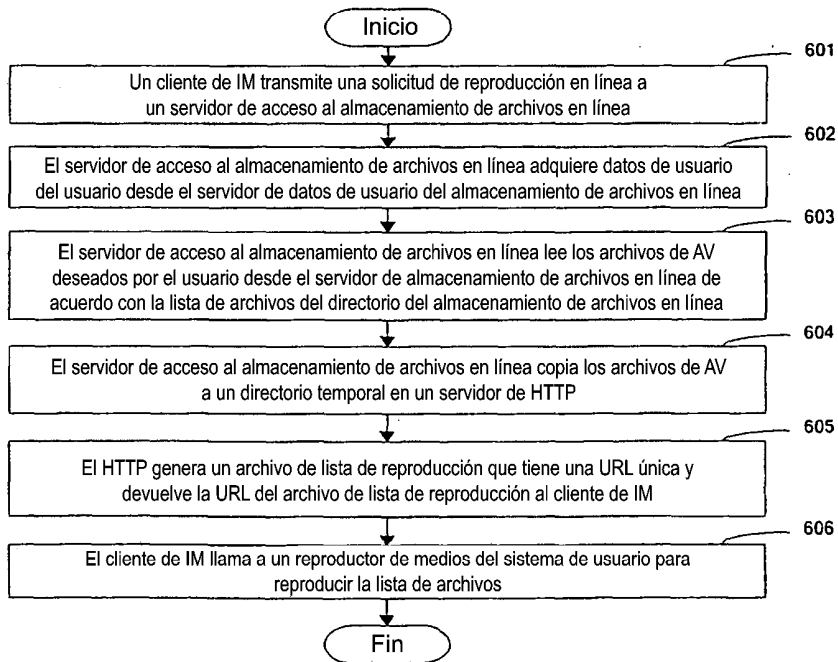 Inicio
601
Un cliente de IM transmite una solicitud de reproducción en línea a
un servidor de acceso al almacenamiento de archivos en línea
602
El servidor de acceso al almacenamiento de archivos en línea adquiere datos de usuario
del usuario desde el servidor de datos de usuario del almacenamiento de archivos en línea
603
El servidor de acceso al almacenamiento de archivos en línea lee los archivos de AV
deseados por el usuario desde el servidor de almacenamiento de archivos en línea de
acuerdo con la lista de archivos del directorio del almacenamiento de archivos en línea
604
El servidor de acceso al almacenamiento de archivos en línea copia los archivos de AV
a un directorio temporal en un servidor de HTTP
605
El HTTP genera un archivo de lista de reproducción que tiene una URL única y
devuelve la URL del archivo de lista de reproducción al cliente de IM
606
El cliente de IM llama a un reproductor de medios del sistema de usuario para
reproducir la lista de archivos
Fin